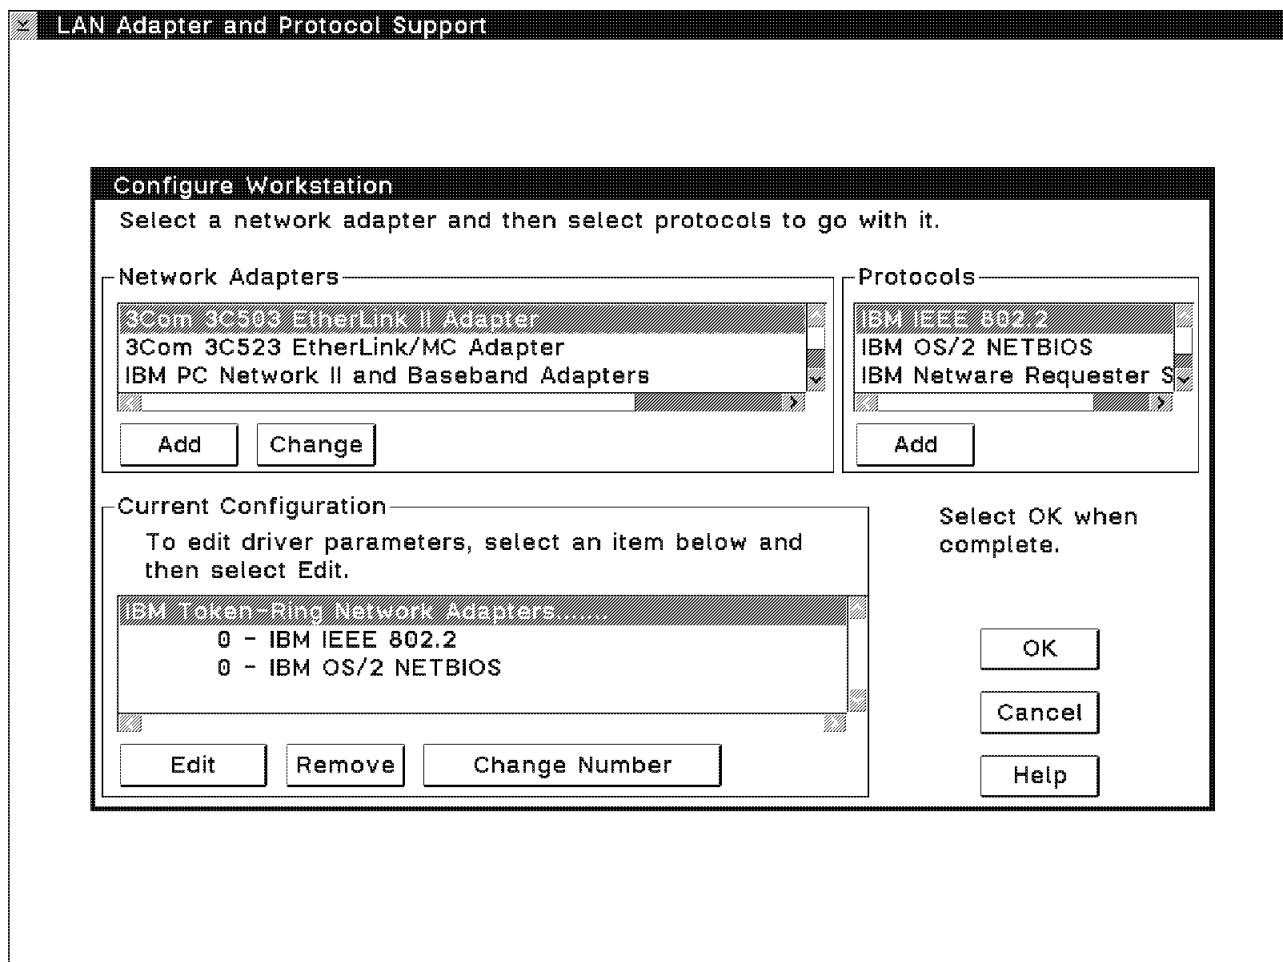 LAN Adapter and Protocol Support
Configure Workstation
Select a network adapter and then select protocols to go with it.
Network Adapters
3Com 3C503 EtherLink II Adapter
3Com 3C523 EtherLink/MC Adapter
IBM PC Network II and Baseband Adapters
Add
Change
Protocols
IBM IEEE 802.2
IBM OS/2 NETBIOS
IBM Netware Requester S
Add
Current Configuration
To edit driver parameters, select an item below and
then select Edit.
IBM Token-Ring Network Adapters.......
0 - IBM IEEE 802.2
0 - IBM OS/2 NETBIOS
Edit
Remove
Change Number
Select OK when
complete.
OK
Cancel
Help